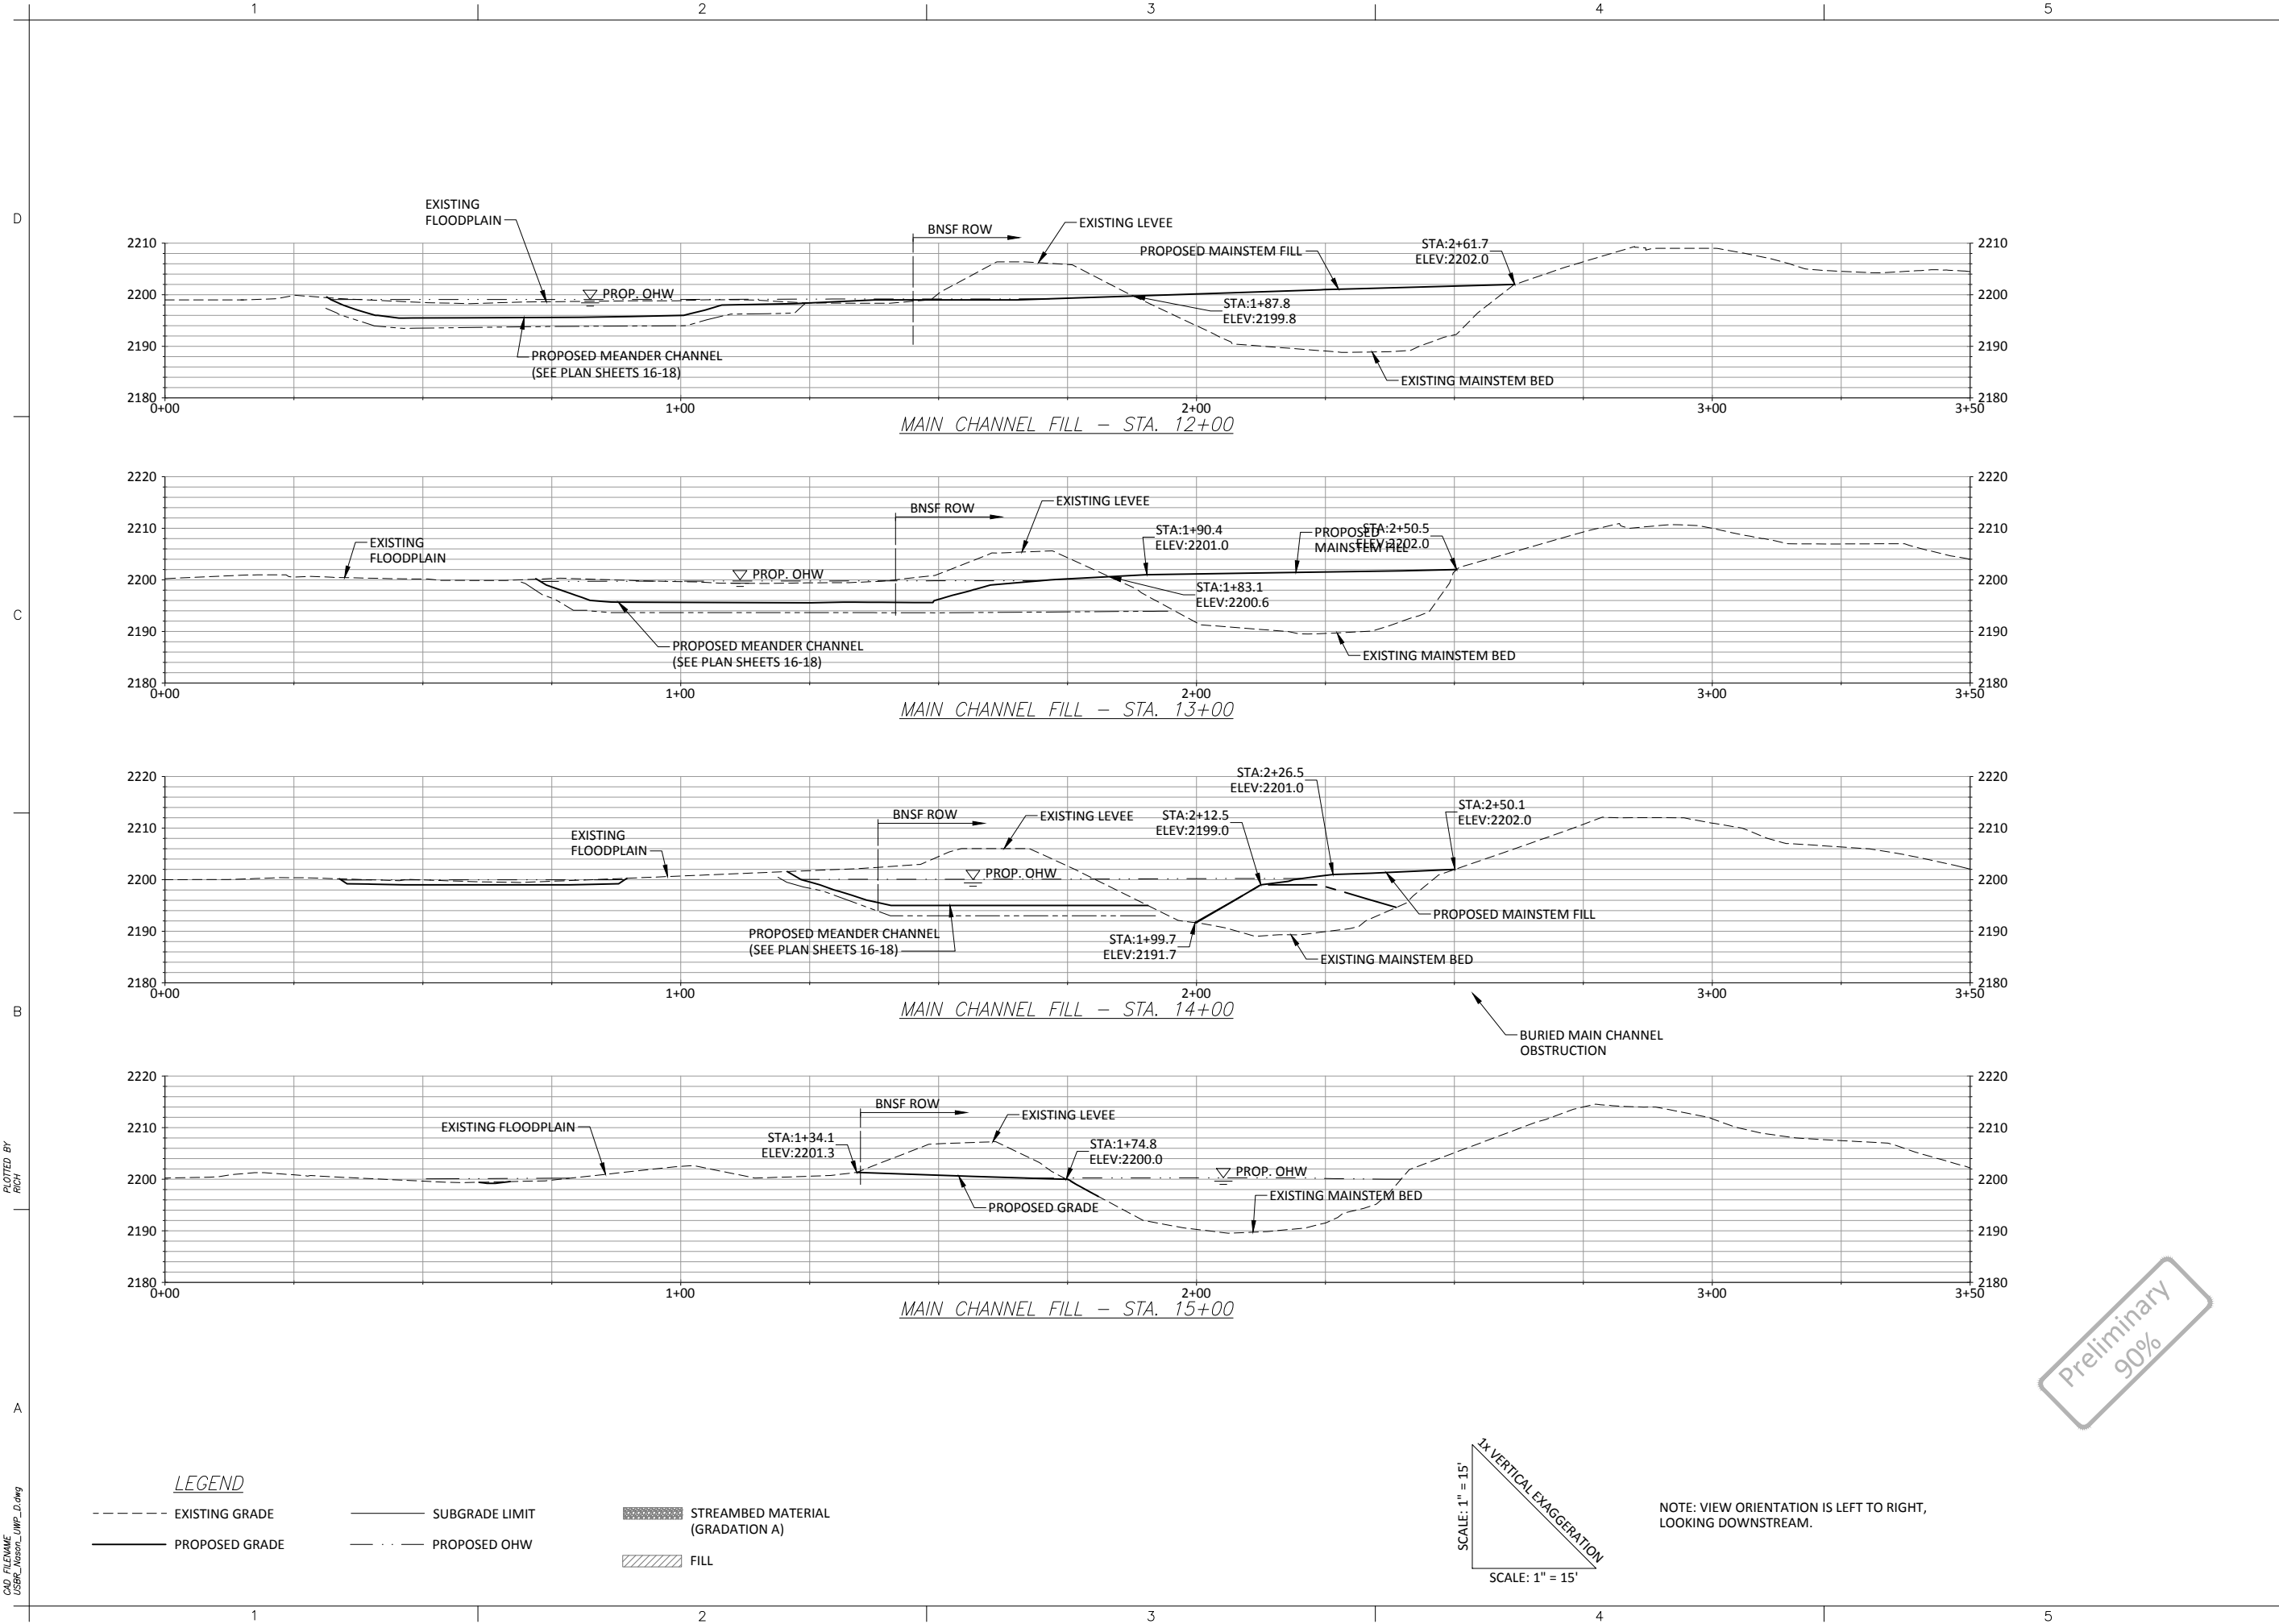 1 2 3 4 5
D
EXISTING
FLOODPLAIN
BNSF ROW
EXISTING LEVEE
PROPOSED MAINSTEM FILL
STA:2+61.7
ELEV:2202.0
2210 2210
2200 2200
2190 2190
2180 2180
PROP. OHW
STA:1+87.8
ELEV:2199.8
PROPOSED MEANDER CHANNEL
(SEE PLAN SHEETS 16-18)
EXISTING MAINSTEM BED
0+00 1+00 2+00 3+00 3+50
MAIN CHANNEL FILL - STA. 12+00
C
2220 2220
2210 2210
2200 2200
2190 2190
2180 2180
EXISTING
FLOODPLAIN
BNSF ROW
EXISTING LEVEE
STA:1+90.4
ELEV:2201.0
PROPOSED
MAINSTEM FILL
STA:2+50.5
ELEV:2202.0
PROP. OHW
STA:1+83.1
ELEV:2200.6
PROPOSED MEANDER CHANNEL
(SEE PLAN SHEETS 16-18)
EXISTING MAINSTEM BED
0+00 1+00 2+00 3+00 3+50
MAIN CHANNEL FILL - STA. 13+00
B
2220 2220
2210 2210
2200 2200
2190 2190
2180 2180
STA:2+26.5
ELEV:2201.0
EXISTING
FLOODPLAIN
BNSF ROW
EXISTING LEVEE
STA:2+12.5
ELEV:2199.0
STA:2+50.1
ELEV:2202.0
PROP. OHW
PROPOSED MEANDER CHANNEL
(SEE PLAN SHEETS 16-18)
STA:1+99.7
ELEV:2191.7
PROPOSED MAINSTEM FILL
EXISTING MAINSTEM BED
0+00 1+00 2+00 3+00 3+50
MAIN CHANNEL FILL - STA. 14+00
BURIED MAIN CHANNEL
OBSTRUCTION
2220 2220
2210 2210
2200 2200
2190 2190
2180 2180
EXISTING FLOODPLAIN
BNSF ROW
STA:1+34.1
ELEV:2201.3
EXISTING LEVEE
STA:1+74.8
ELEV:2200.0
PROP. OHW
PROPOSED GRADE
EXISTING MAINSTEM BED
0+00 1+00 2+00 3+00 3+50
MAIN CHANNEL FILL - STA. 15+00
A
PLOTTED BY
RICH
CAD FILENAME
USBR_Nason_UWP_D.dwg
Preliminary
90%
LEGEND
EXISTING GRADE
PROPOSED GRADE
SUBGRADE LIMIT
PROPOSED OHW
STREAMBED MATERIAL
(GRADATION A)
FILL
SCALE: 1" = 15'
1x VERTICAL EXAGGERATION
SCALE: 1" = 15'
NOTE: VIEW ORIENTATION IS LEFT TO RIGHT,
LOOKING DOWNSTREAM.
1 2 3 4 5